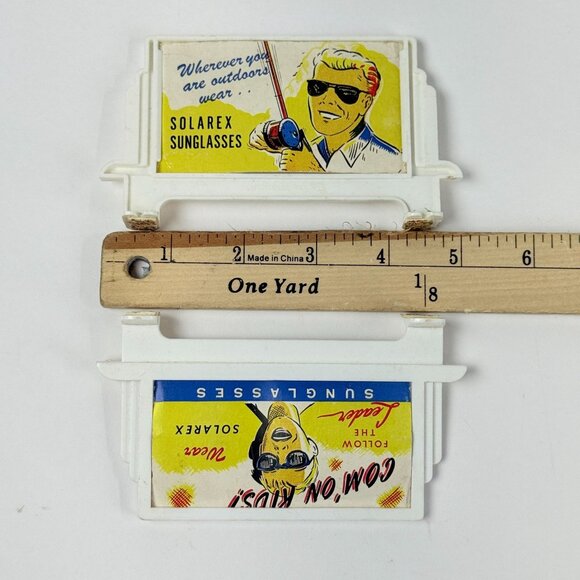 Wherever you
are outdoors
wear . .
SOLAREX
SUNGLASSES
1 2 Made in China 3 4 5 6
One Yard
1/8
SUNGLASSES
FOLLOW
THE
Leader
Wear
SOLAREX
COM'ON KIDS!